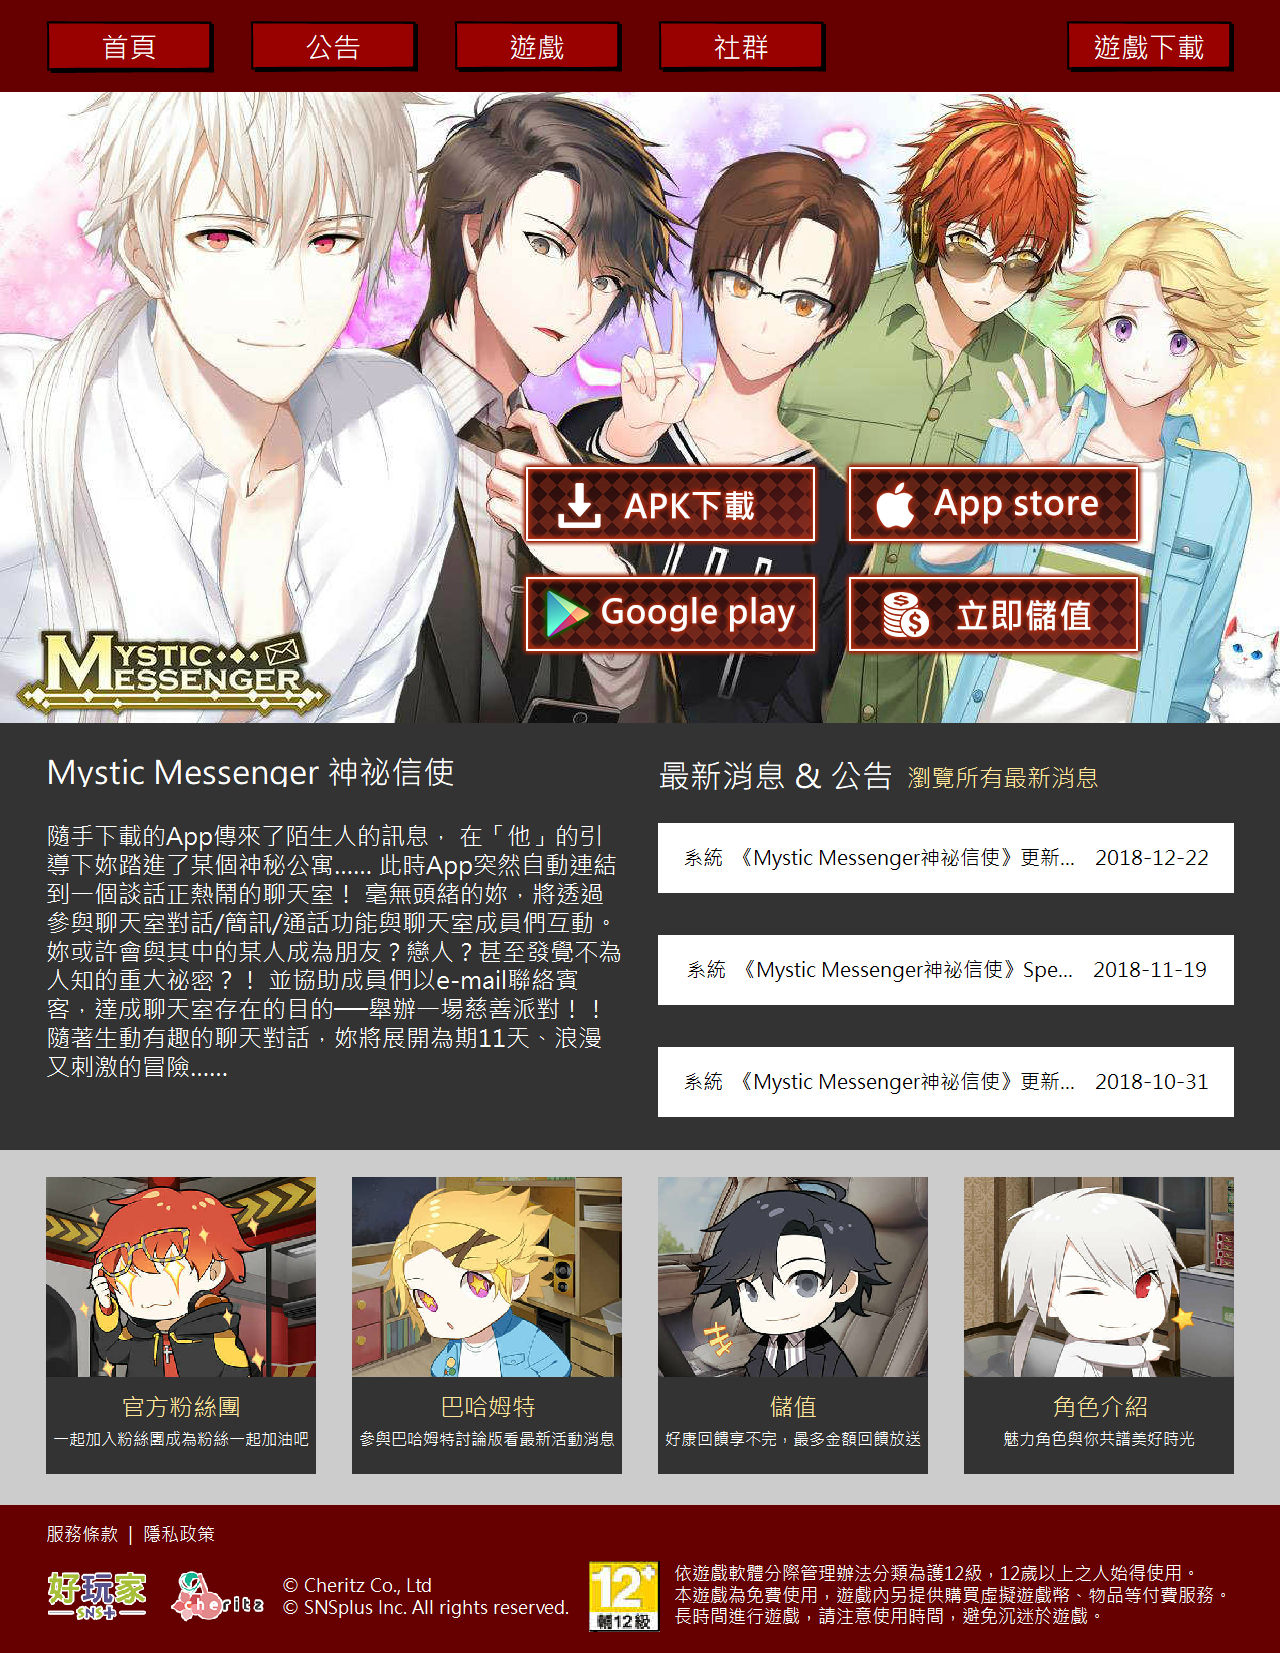 首頁
公告
遊戲
社群
遊戲下載
APK下載
App store
Google play
立即儲值
MYSTIC
MESSENGER
Mystic Messenger 神祕信使
隨手下載的App傳來了陌生人的訊息， 在「他」的引
導下妳踏進了某個神秘公寓...... 此時App突然自動連結
到一個談話正熱鬧的聊天室！ 毫無頭緒的妳，將透過
參與聊天室對話/簡訊/通話功能與聊天室成員們互動。
妳或許會與其中的某人成為朋友？戀人？甚至發覺不為
人知的重大祕密？！ 並協助成員們以e-mail聯絡賓
客，達成聊天室存在的目的──舉辦一場慈善派對！！
隨著生動有趣的聊天對話，妳將展開為期11天、浪漫
又刺激的冒險......
最新消息 & 公告 瀏覽所有最新消息
系統 《Mystic Messenger神祕信使》更新... 2018-12-22
系統 《Mystic Messenger神祕信使》Spe... 2018-11-19
系統 《Mystic Messenger神祕信使》更新... 2018-10-31
官方粉絲團
一起加入粉絲團成為粉絲一起加油吧
巴哈姆特
參與巴哈姆特討論版看最新活動消息
儲值
好康回饋享不完，最多金額回饋放送
角色介紹
魅力角色與你共譜美好時光
服務條款 | 隱私政策
好玩家
SNS+
cheritz
© Cheritz Co., Ltd
© SNSplus Inc. All rights reserved.
12+
輔12級
依遊戲軟體分際管理辦法分類為護12級，12歲以上之人始得使用。
本遊戲為免費使用，遊戲內另提供購買虛擬遊戲幣、物品等付費服務。
長時間進行遊戲，請注意使用時間，避免沉迷於遊戲。